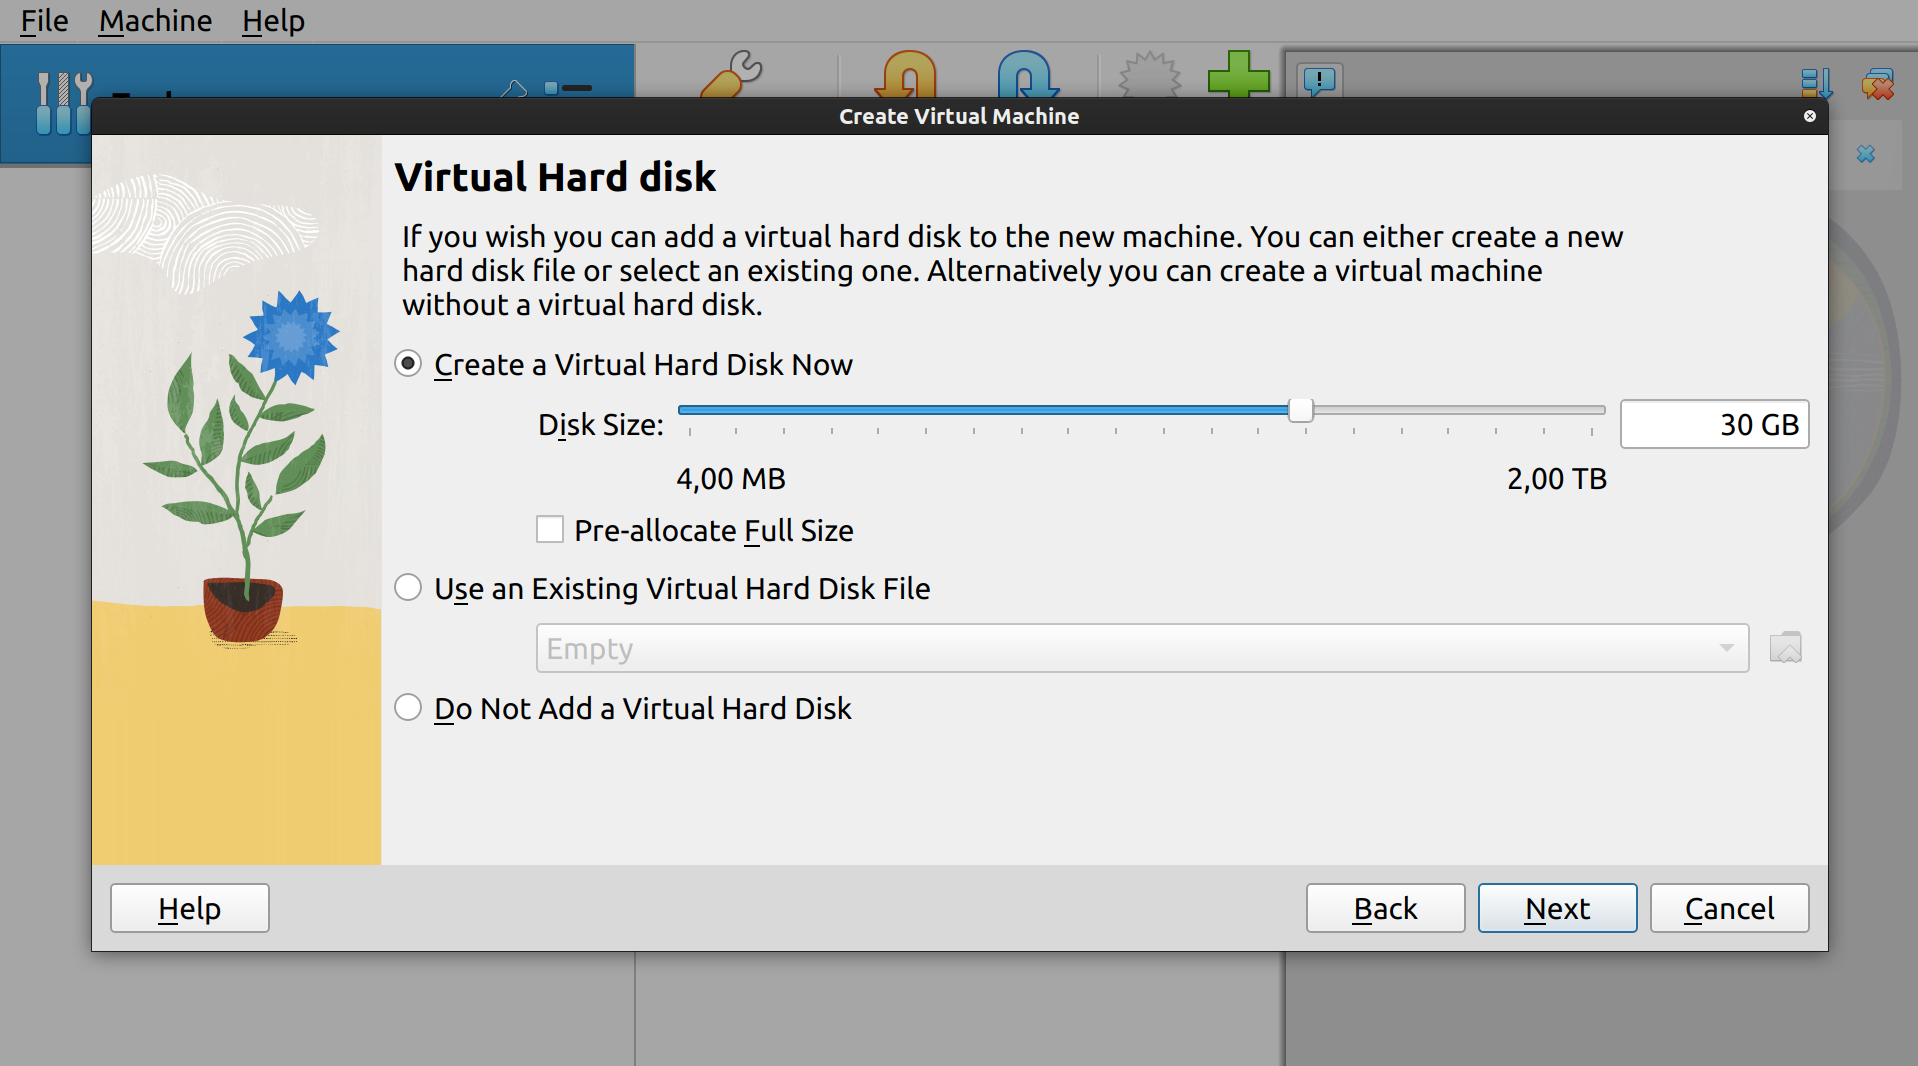 File Machine Help
Create Virtual Machine
Virtual Hard disk
If you wish you can add a virtual hard disk to the new machine. You can either create a new
hard disk file or select an existing one. Alternatively you can create a virtual machine
without a virtual hard disk.
Create a Virtual Hard Disk Now
Disk Size: 30 GB
4,00 MB 2,00 TB
Pre-allocate Full Size
Use an Existing Virtual Hard Disk File
Empty
Do Not Add a Virtual Hard Disk
Help Back Next Cancel